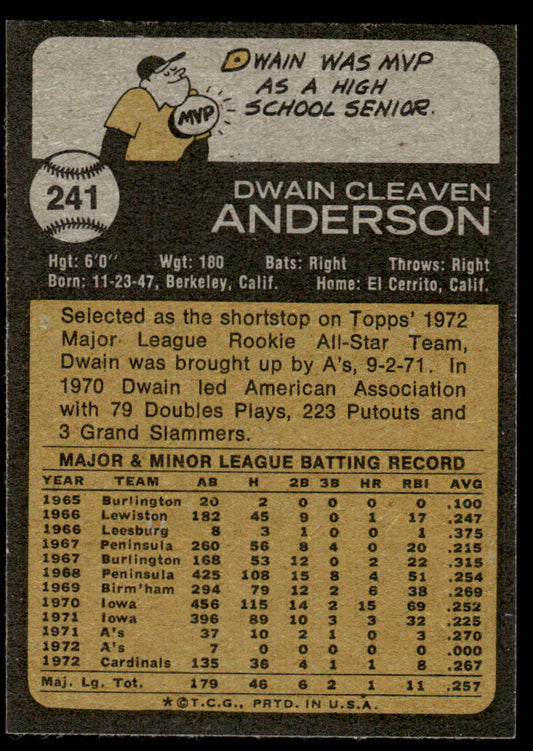 DWAIN WAS MVP
AS A HIGH
SCHOOL SENIOR.
MVP
241
DWAIN CLEAVEN
ANDERSON
Hgt: 6'0" Wgt: 180 Bats: Right Throws: Right
Born: 11-23-47, Berkeley, Calif. Home: El Cerrito, Calif.
Selected as the shortstop on Topps' 1972
Major League Rookie All-Star Team,
Dwain was brought up by A's, 9-2-71. In
1970 Dwain led American Association
with 79 Doubles Plays, 223 Putouts and
3 Grand Slammers.
MAJOR & MINOR LEAGUE BATTING RECORD
YEAR TEAM AB H 2B 3B HR RBI AVG
1965 Burlington 20 2 0 0 0 0 .100
1966 Lewiston 182 45 9 0 1 17 .247
1966 Leesburg 8 3 1 0 0 1 .375
1967 Peninsula 260 56 8 4 0 20 .215
1967 Burlington 168 53 12 0 2 22 .315
1968 Peninsula 425 108 15 8 4 51 .254
1969 Birm'ham 294 79 12 2 6 38 .269
1970 Iowa 456 115 14 2 15 69 .252
1971 Iowa 396 89 10 3 3 32 .225
1971 A's 37 10 2 1 0 3 .270
1972 A's 7 0 0 0 0 0 .000
1972 Cardinals 135 36 4 1 1 8 .267
Maj. Lg. Tot. 179 46 6 2 1 11 .257
*©T.C.G., PRTD. IN U.S.A.